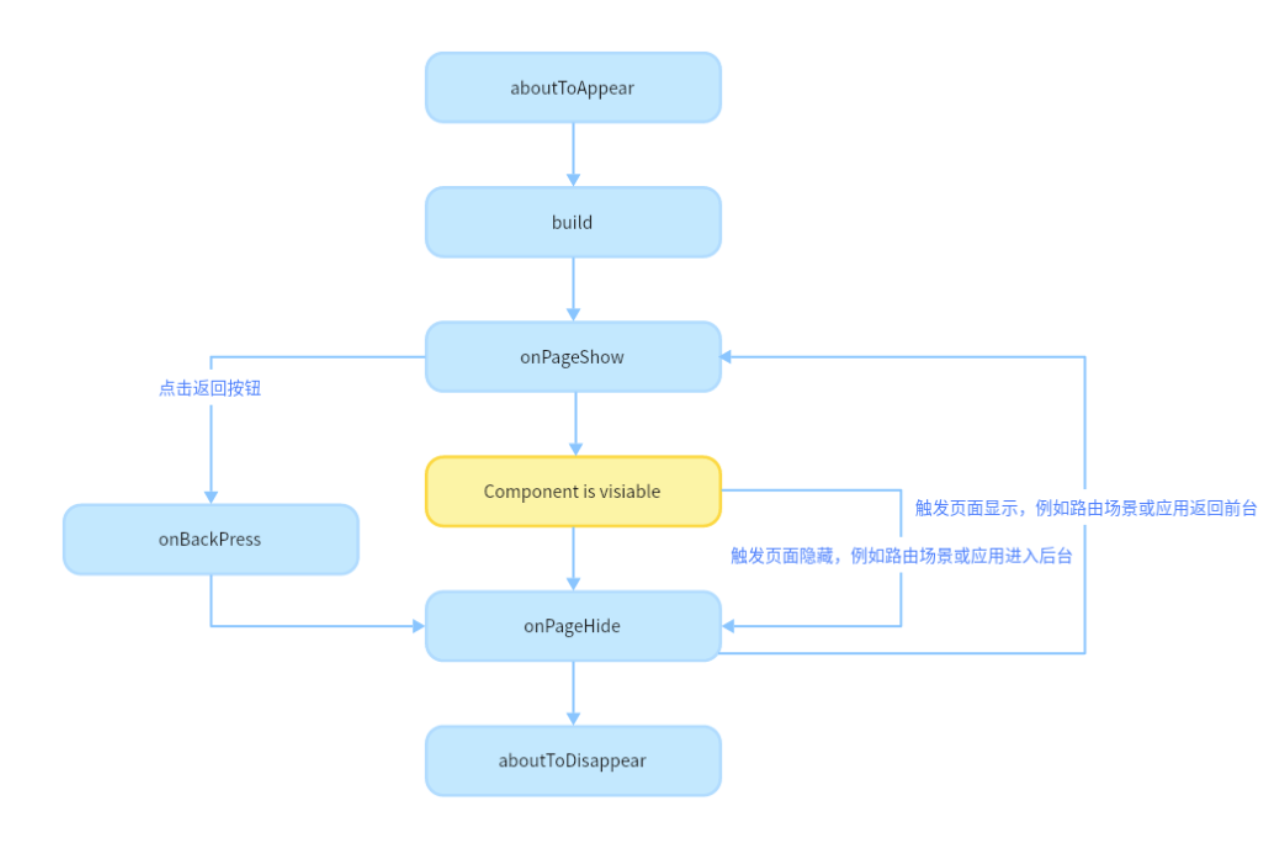 aboutToAppear
build
onPageShow
点击返回按钮
Component is visiable
触发页面显示，例如路由场景或应用返回前台
onBackPress
触发页面隐藏，例如路由场景或应用进入后台
onPageHide
aboutToDisappear